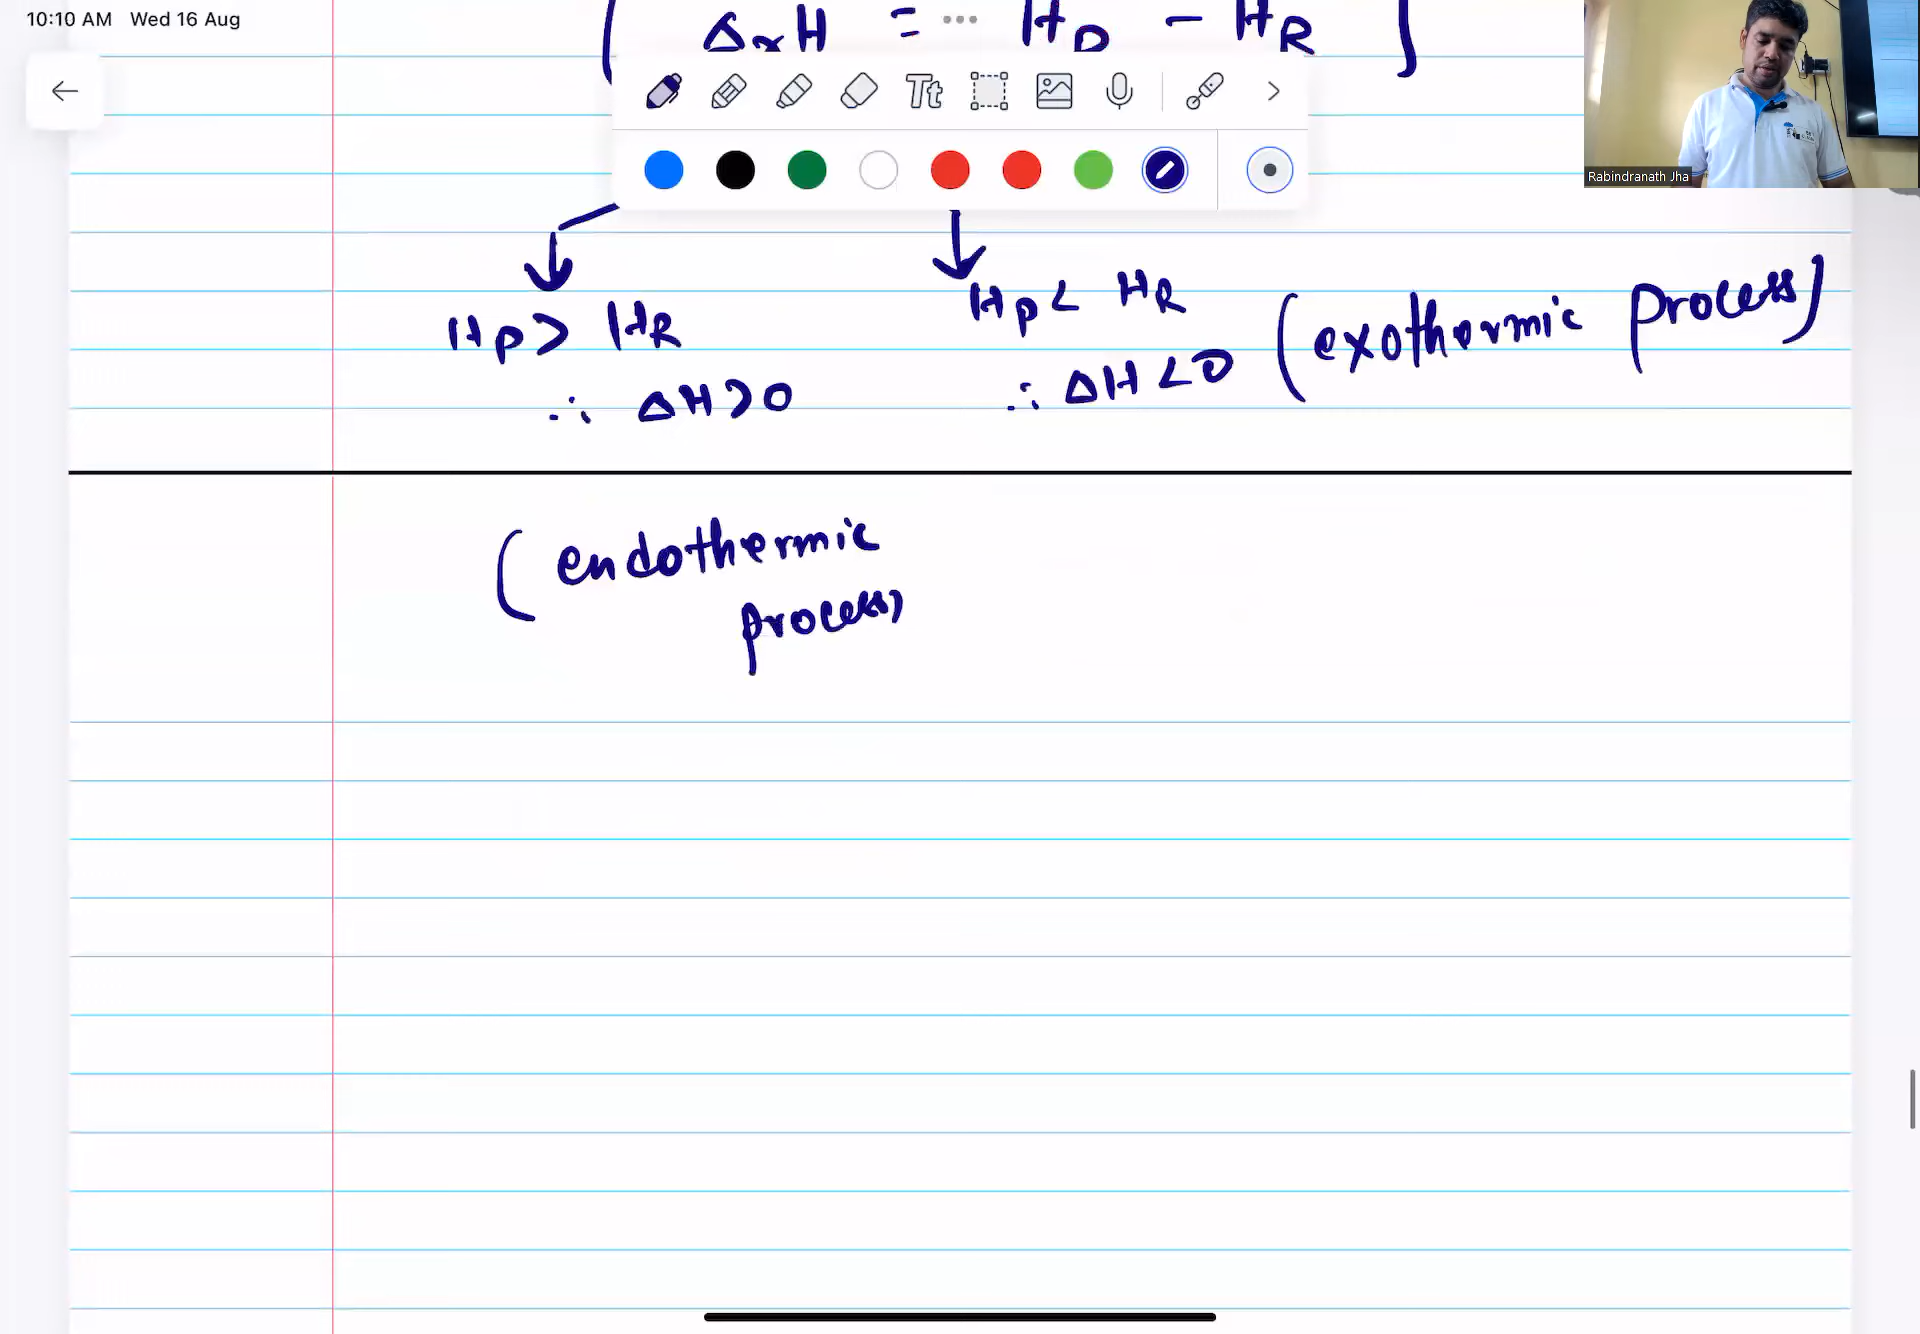 10:10 AM Wed 16 Aug
[ ΔrH = HP - HR ]
Tt
Rabindranath Jha
HP > HR
∴ ΔH > 0
HP < HR
∴ ΔH < 0 (exothermic process)
(endothermic
process)